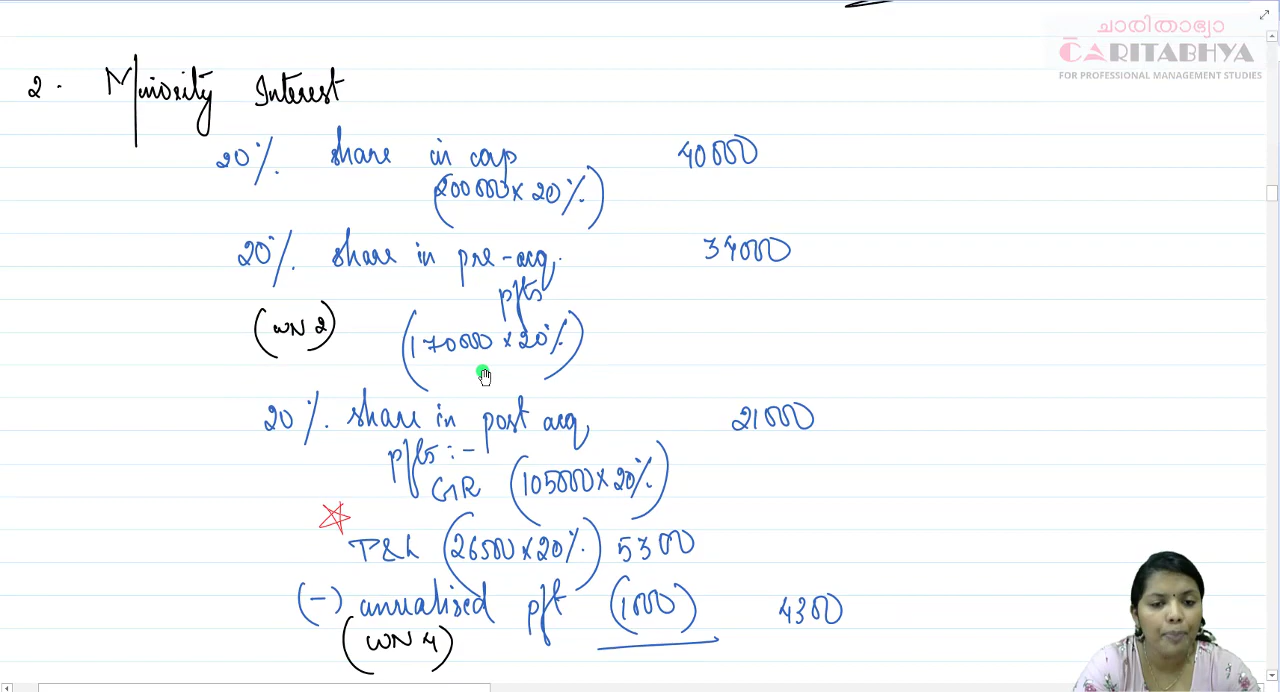 ചാരിതാഭ്യാ
CARITABHYA
FOR PROFESSIONAL MANAGEMENT STUDIES
2. Minority Interest
20% share in cap 40000
(200000 x 20%)
20% share in pre-acq. 34000
pfts
(WN 2) (170000 x 20%)
20% share in post acq, 21000
pfts :-
GR (105000 x 20%)
P&L (26500 x 20%) 5300
(-) annualised pft (1000) 4300
(WN 4)